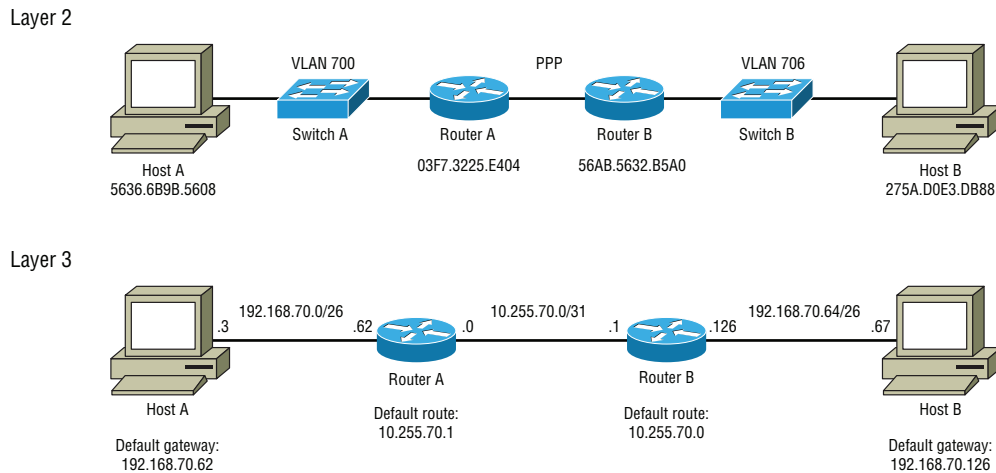 Layer 2
VLAN 700
PPP
VLAN 706
Switch A
Router A
Router B
Switch B
03F7.3225.E404
56AB.5632.B5A0
Host A
5636.6B9B.5608
Host B
275A.D0E3.DB88
Layer 3
192.168.70.0/26
10.255.70.0/31
192.168.70.64/26
.3
.62
.0
.1
.126
.67
Router A
Router B
Host A
Default route:
10.255.70.1
Default route:
10.255.70.0
Host B
Default gateway:
192.168.70.62
Default gateway:
192.168.70.126